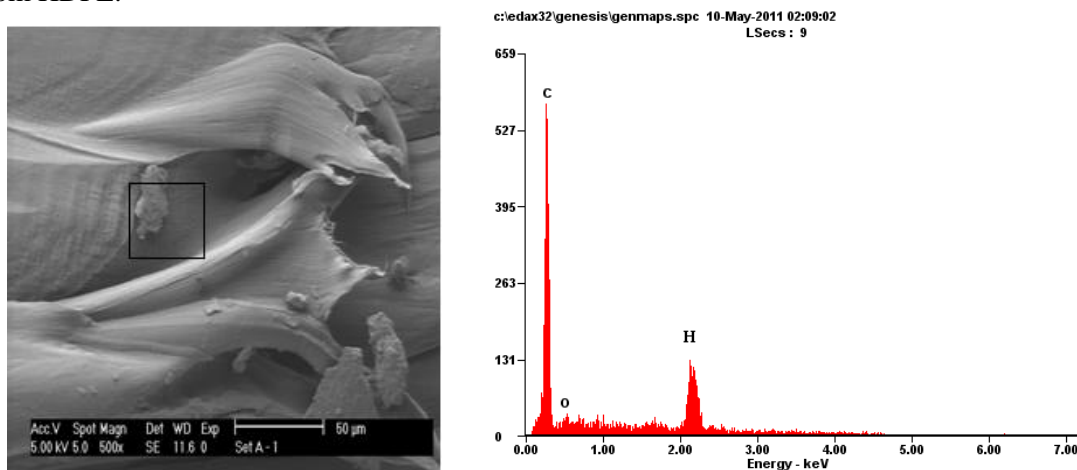 c:\edax32\genesis\genmaps.spc 10-May-2011 02:09:02
LSecs : 9
659
527
395
263
131
0
C
O
H
0.00 1.00 2.00 3.00 4.00 5.00 6.00 7.00
Energy - keV
Acc.V Spot Magn Det WD Exp 50 µm
5.00 kV 5.0 500x SE 11.6 0 Set A - 1